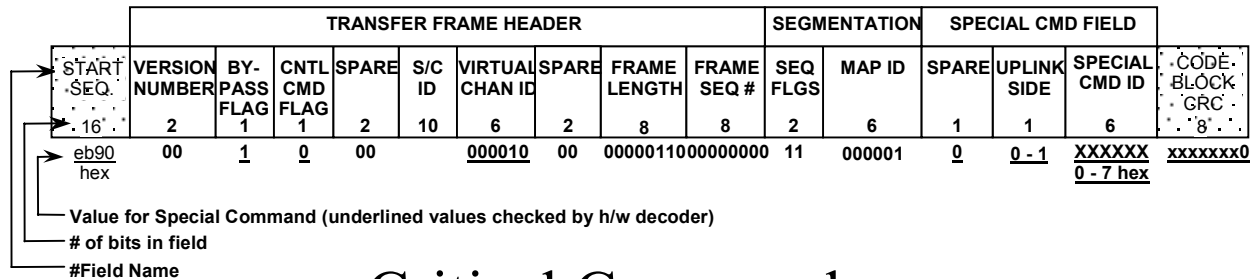 TRANSFER FRAME HEADER SEGMENTATION SPECIAL CMD FIELD
START SEQ. 16 VERSION NUMBER 2 BY-PASS FLAG 1 CNTL CMD FLAG 1 SPARE 2 S/C ID 10 VIRTUAL CHAN ID 6 SPARE 2 FRAME LENGTH 8 FRAME SEQ # 8 SEQ FLGS 2 MAP ID 6 SPARE 1 UPLINK SIDE 1 SPECIAL CMD ID 6 CODE BLOCK CRC 8
eb90 00 1 0 00 000010 00 00000110 00000000 11 000001 0 0 - 1 XXXXXX xxxxxxx0
hex 0 - 7 hex
Value for Special Command (underlined values checked by h/w decoder)
# of bits in field
#Field Name